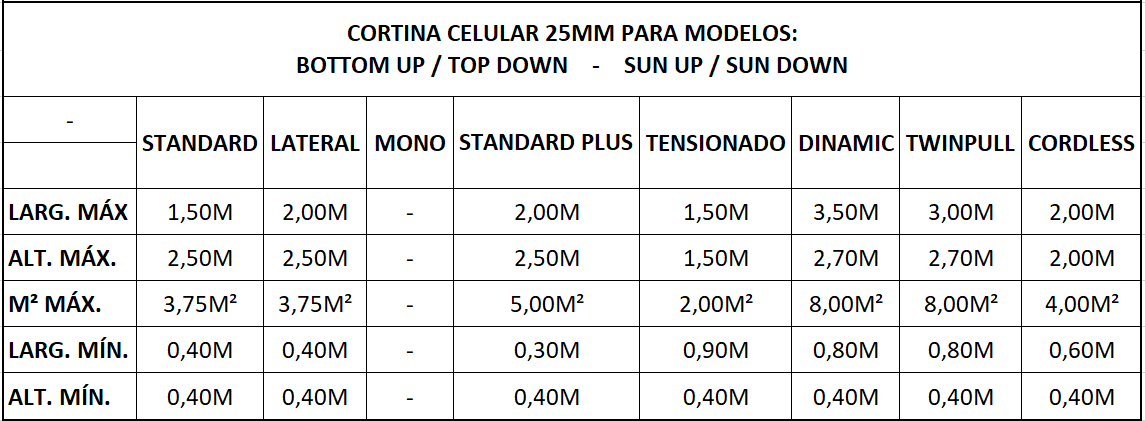 CORTINA CELULAR 25MM PARA MODELOS:
BOTTOM UP / TOP DOWN - SUN UP / SUN DOWN
- STANDARD LATERAL MONO STANDARD PLUS TENSIONADO DINAMIC TWINPULL CORDLESS
LARG. MÁX 1,50M 2,00M - 2,00M 1,50M 3,50M 3,00M 2,00M
ALT. MÁX. 2,50M 2,50M - 2,50M 1,50M 2,70M 2,70M 2,00M
M² MÁX. 3,75M² 3,75M² - 5,00M² 2,00M² 8,00M² 8,00M² 4,00M²
LARG. MÍN. 0,40M 0,40M - 0,30M 0,90M 0,80M 0,80M 0,60M
ALT. MÍN. 0,40M 0,40M - 0,40M 0,40M 0,40M 0,40M 0,40M